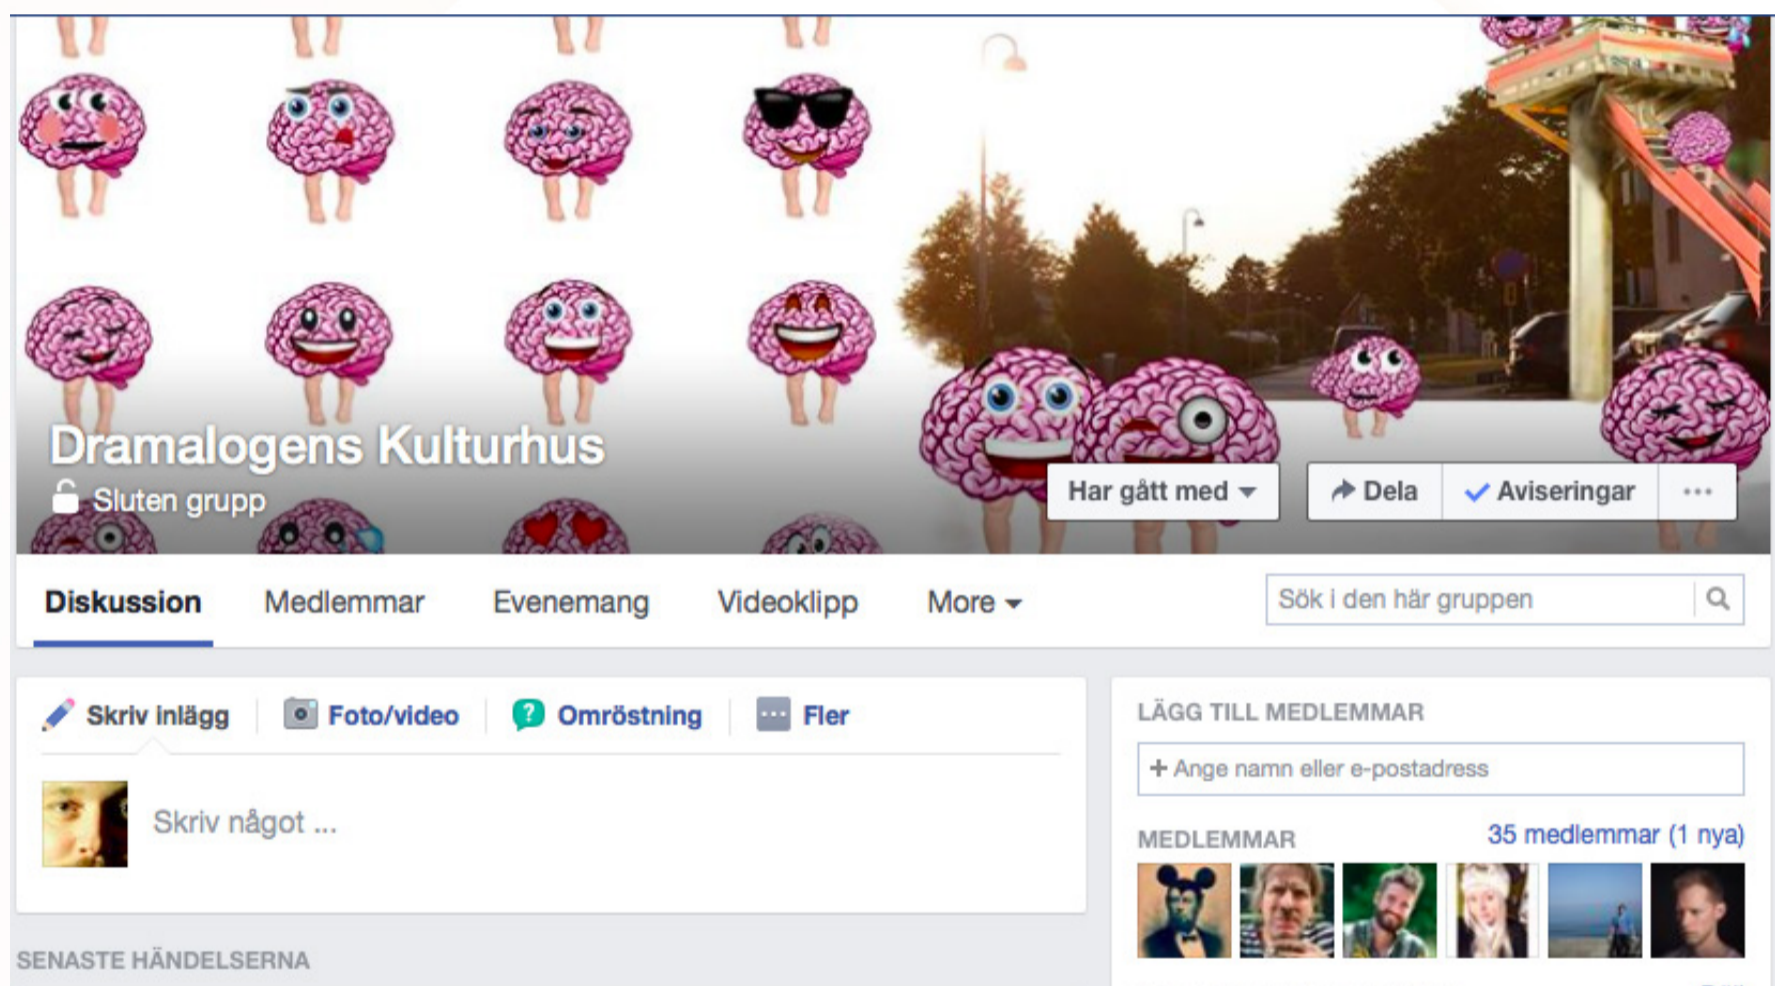 Dramalogens Kulturhus
Sluten grupp
Har gått med
Dela
Aviseringar
Diskussion
Medlemmar
Evenemang
Videoklipp
More
Sök i den här gruppen
Skriv inlägg
Foto/video
Omröstning
Fler
Skriv något ...
SENASTE HÄNDELSERNA
LÄGG TILL MEDLEMMAR
+ Ange namn eller e-postadress
MEDLEMMAR
35 medlemmar (1 nya)